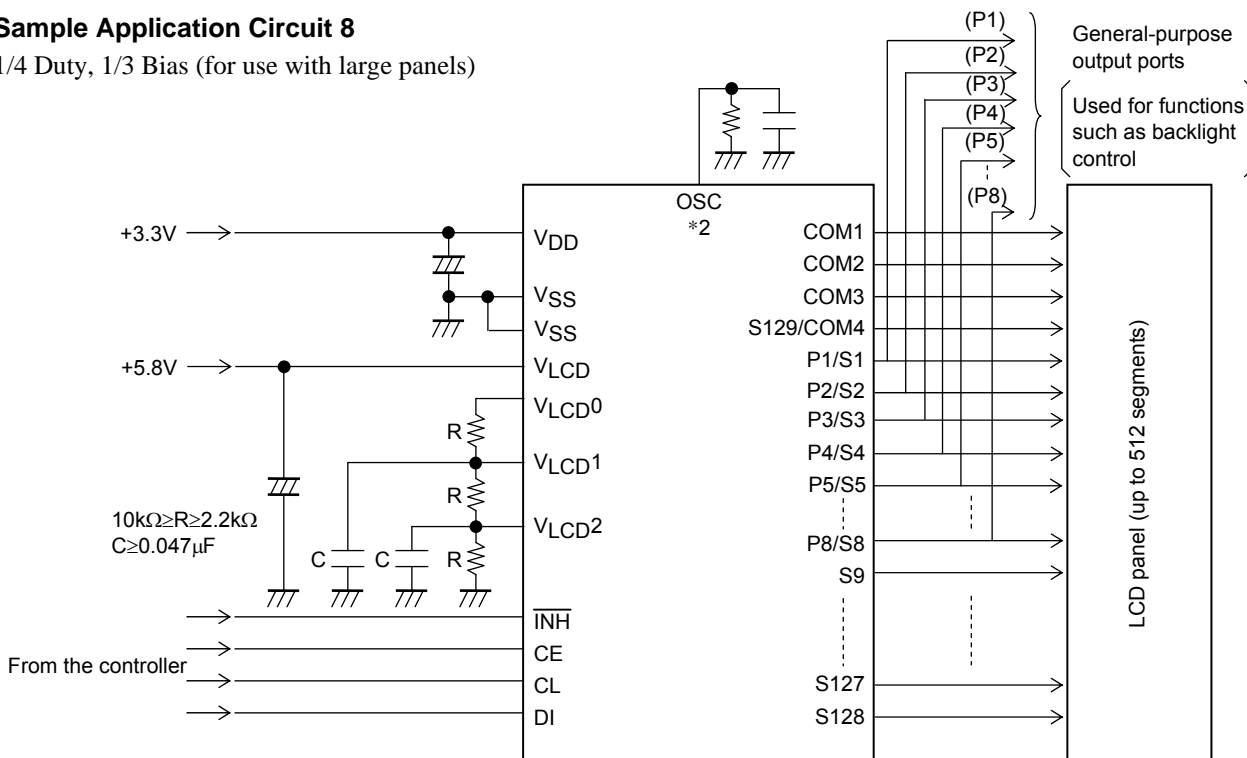 Sample Application Circuit 8
1/4 Duty, 1/3 Bias (for use with large panels)
(P1)
(P2)
(P3)
(P4)
(P5)
(P8)
General-purpose
output ports
Used for functions
such as backlight
control
OSC
*2
+3.3V
VDD
VSS
VSS
+5.8V
VLCD
VLCD0
R
VLCD1
R
VLCD2
10kΩ≥R≥2.2kΩ
C≥0.047μF
C
C
R
INH
From the controller
CE
CL
DI
COM1
COM2
COM3
S129/COM4
P1/S1
P2/S2
P3/S3
P4/S4
P5/S5
P8/S8
S9
S127
S128
LCD panel (up to 512 segments)